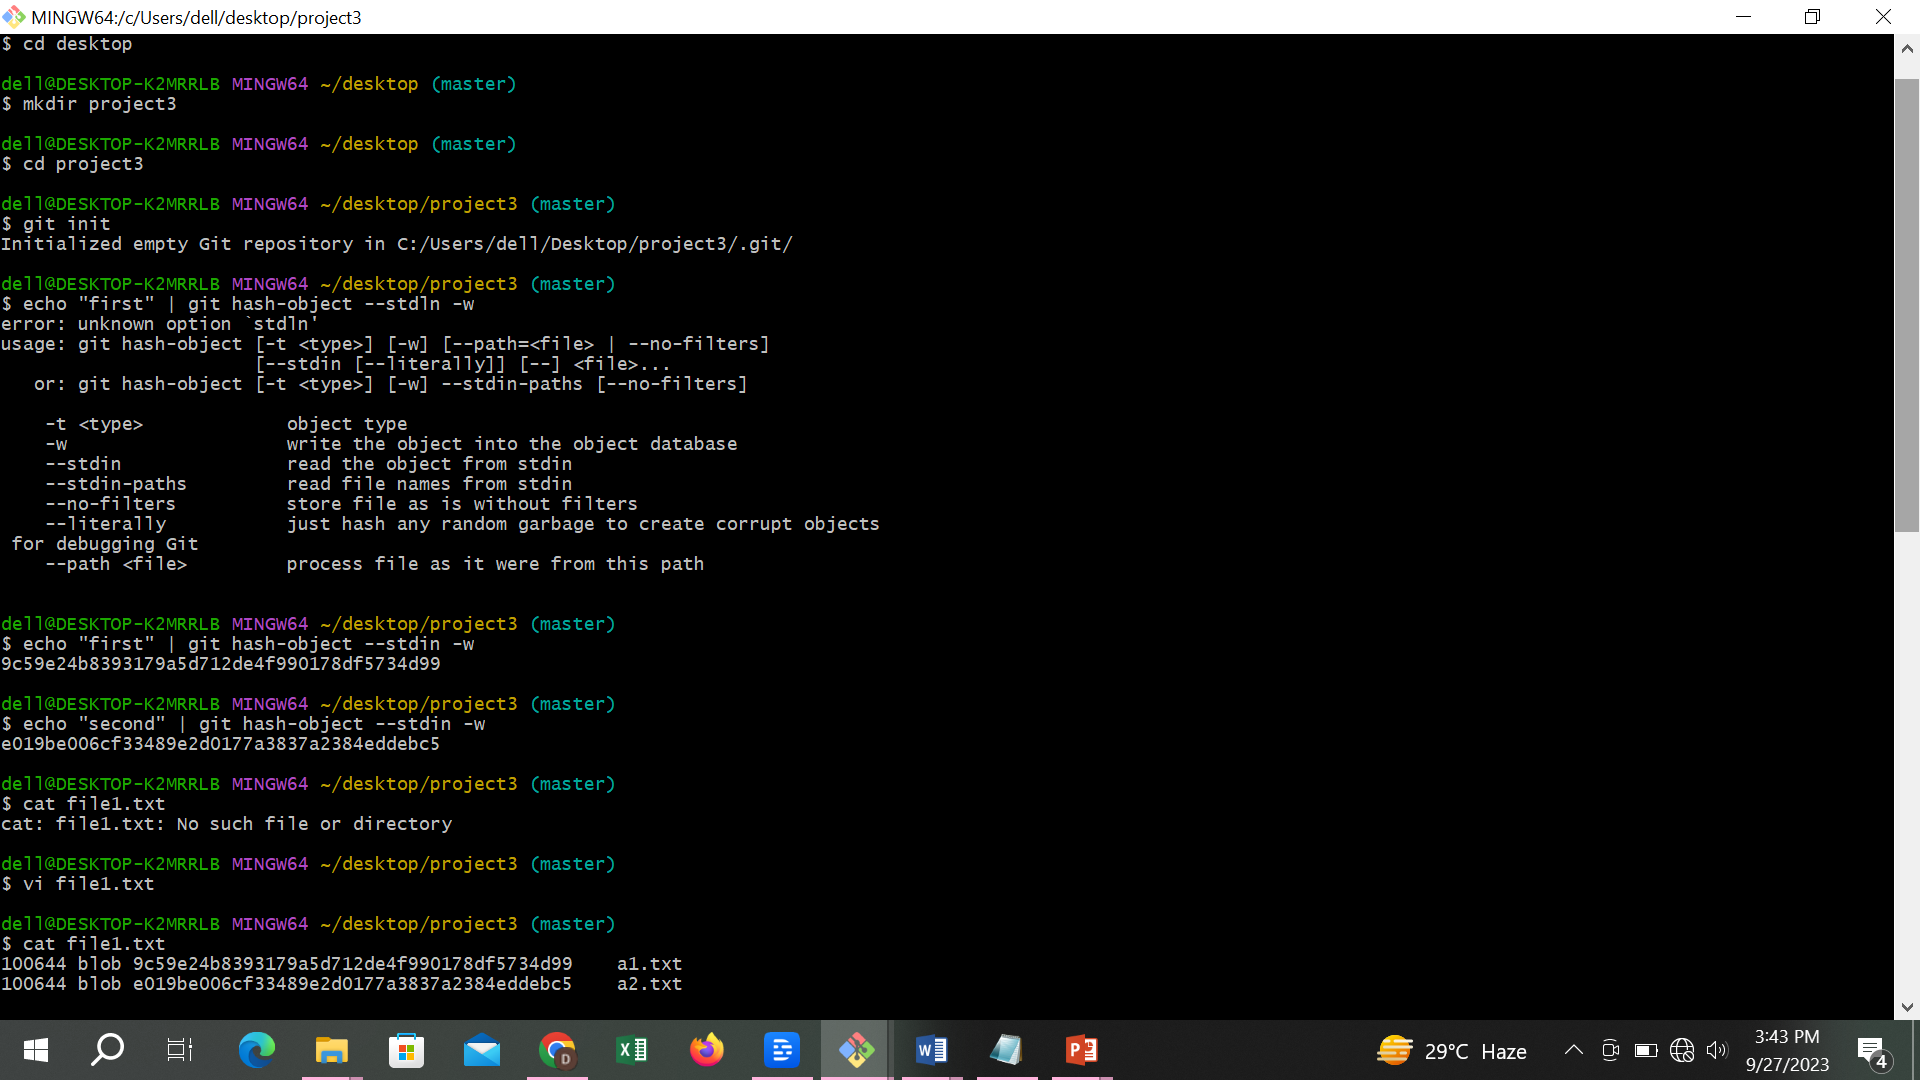 MINGW64:/c/Users/dell/desktop/project3
$ cd desktop
dell@DESKTOP-K2MRRLB MINGW64 ~/desktop (master)
$ mkdir project3
dell@DESKTOP-K2MRRLB MINGW64 ~/desktop (master)
$ cd project3
dell@DESKTOP-K2MRRLB MINGW64 ~/desktop/project3 (master)
$ git init
Initialized empty Git repository in C:/Users/dell/Desktop/project3/.git/
dell@DESKTOP-K2MRRLB MINGW64 ~/desktop/project3 (master)
$ echo "first" | git hash-object --stdln -w
error: unknown option `stdln'
usage: git hash-object [-t <type>] [-w] [--path=<file> | --no-filters]
[--stdin [--literally]] [--] <file>...
or: git hash-object [-t <type>] [-w] --stdin-paths [--no-filters]
-t <type> object type
-w write the object into the object database
--stdin read the object from stdin
--stdin-paths read file names from stdin
--no-filters store file as is without filters
--literally just hash any random garbage to create corrupt objects
for debugging Git
--path <file> process file as it were from this path
dell@DESKTOP-K2MRRLB MINGW64 ~/desktop/project3 (master)
$ echo "first" | git hash-object --stdin -w
9c59e24b8393179a5d712de4f990178df5734d99
dell@DESKTOP-K2MRRLB MINGW64 ~/desktop/project3 (master)
$ echo "second" | git hash-object --stdin -w
e019be006cf33489e2d0177a3837a2384eddebc5
dell@DESKTOP-K2MRRLB MINGW64 ~/desktop/project3 (master)
$ cat file1.txt
cat: file1.txt: No such file or directory
dell@DESKTOP-K2MRRLB MINGW64 ~/desktop/project3 (master)
$ vi file1.txt
dell@DESKTOP-K2MRRLB MINGW64 ~/desktop/project3 (master)
$ cat file1.txt
100644 blob 9c59e24b8393179a5d712de4f990178df5734d99 a1.txt
100644 blob e019be006cf33489e2d0177a3837a2384eddebc5 a2.txt
29°C Haze
3:43 PM
9/27/2023
4